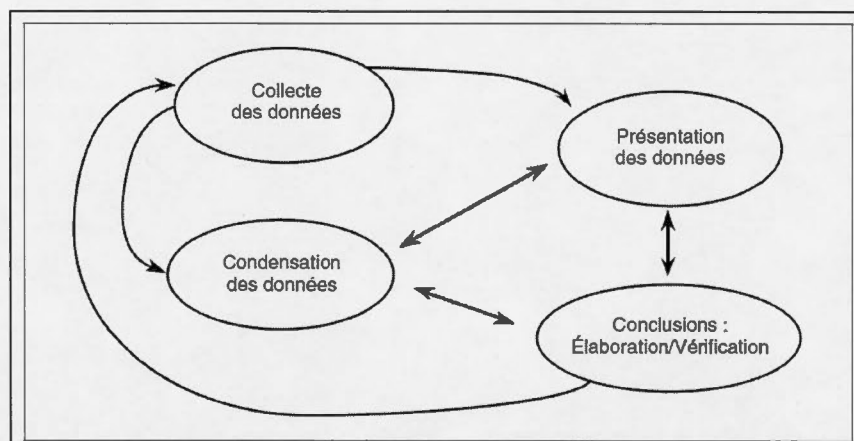 Collecte
des données
Présentation
des données
Condensation
des données
Conclusions :
Élaboration/Vérification